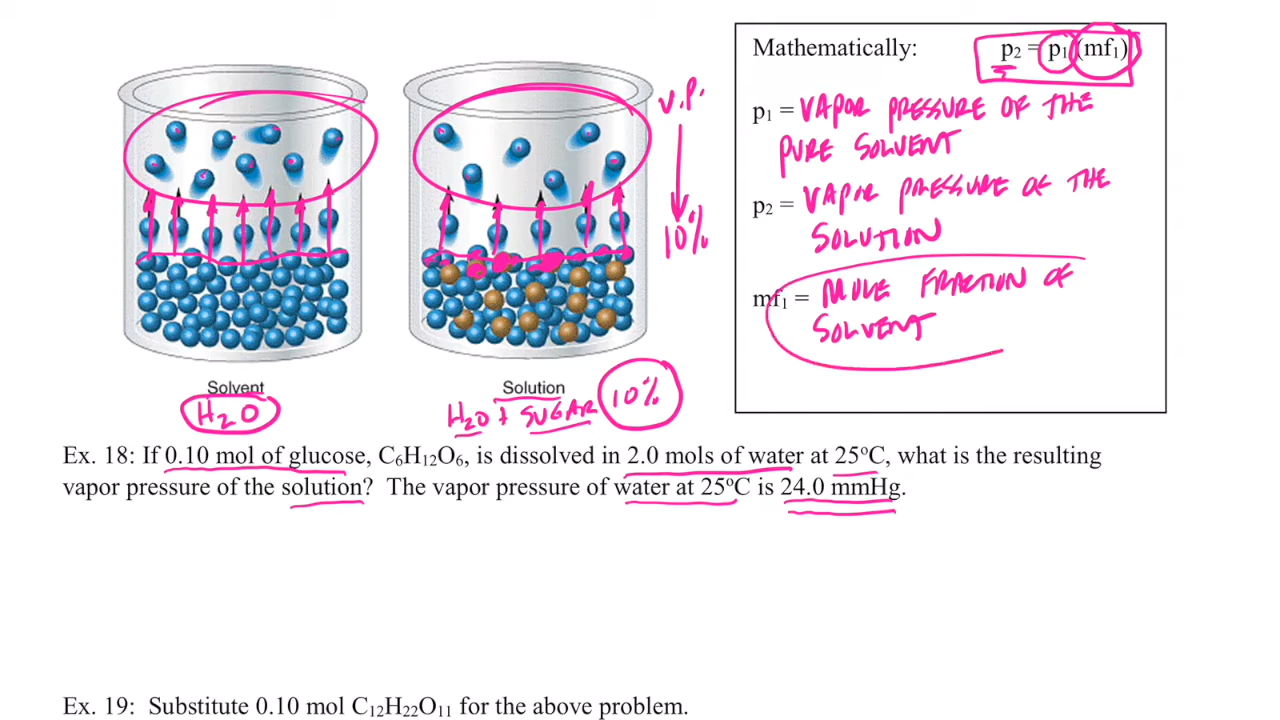 Mathematically: p₂ = p₁ (mf₁)
p₁ = VAPOR PRESSURE OF THE
PURE SOLVENT
p₂ = VAPOR PRESSURE OF THE
SOLUTION
mf₁ = MOLE FRACTION OF
SOLVENT
V.P.
10%
Solvent
H₂O
Solution
H₂O + SUGAR 10%
Ex. 18: If 0.10 mol of glucose, C₆H₁₂O₆, is dissolved in 2.0 mols of water at 25°C, what is the resulting
vapor pressure of the solution? The vapor pressure of water at 25°C is 24.0 mmHg.
Ex. 19: Substitute 0.10 mol C₁₂H₂₂O₁₁ for the above problem.